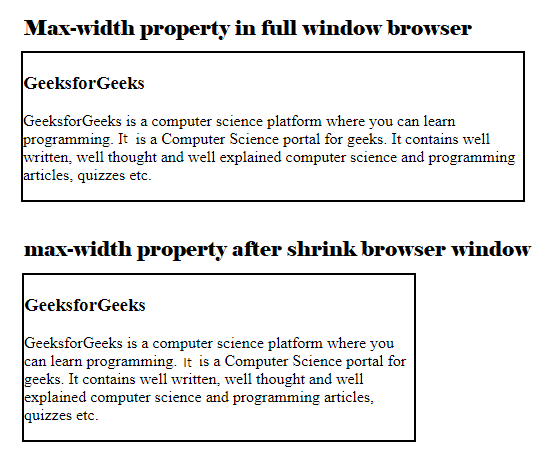 Max-width property in full window browser
GeeksforGeeks
GeeksforGeeks is a computer science platform where you can learn
programming. It is a Computer Science portal for geeks. It contains well
written, well thought and well explained computer science and programming
articles, quizzes etc.
max-width property after shrink browser window
GeeksforGeeks
GeeksforGeeks is a computer science platform where you
can learn programming. It is a Computer Science portal for
geeks. It contains well written, well thought and well
explained computer science and programming articles,
quizzes etc.